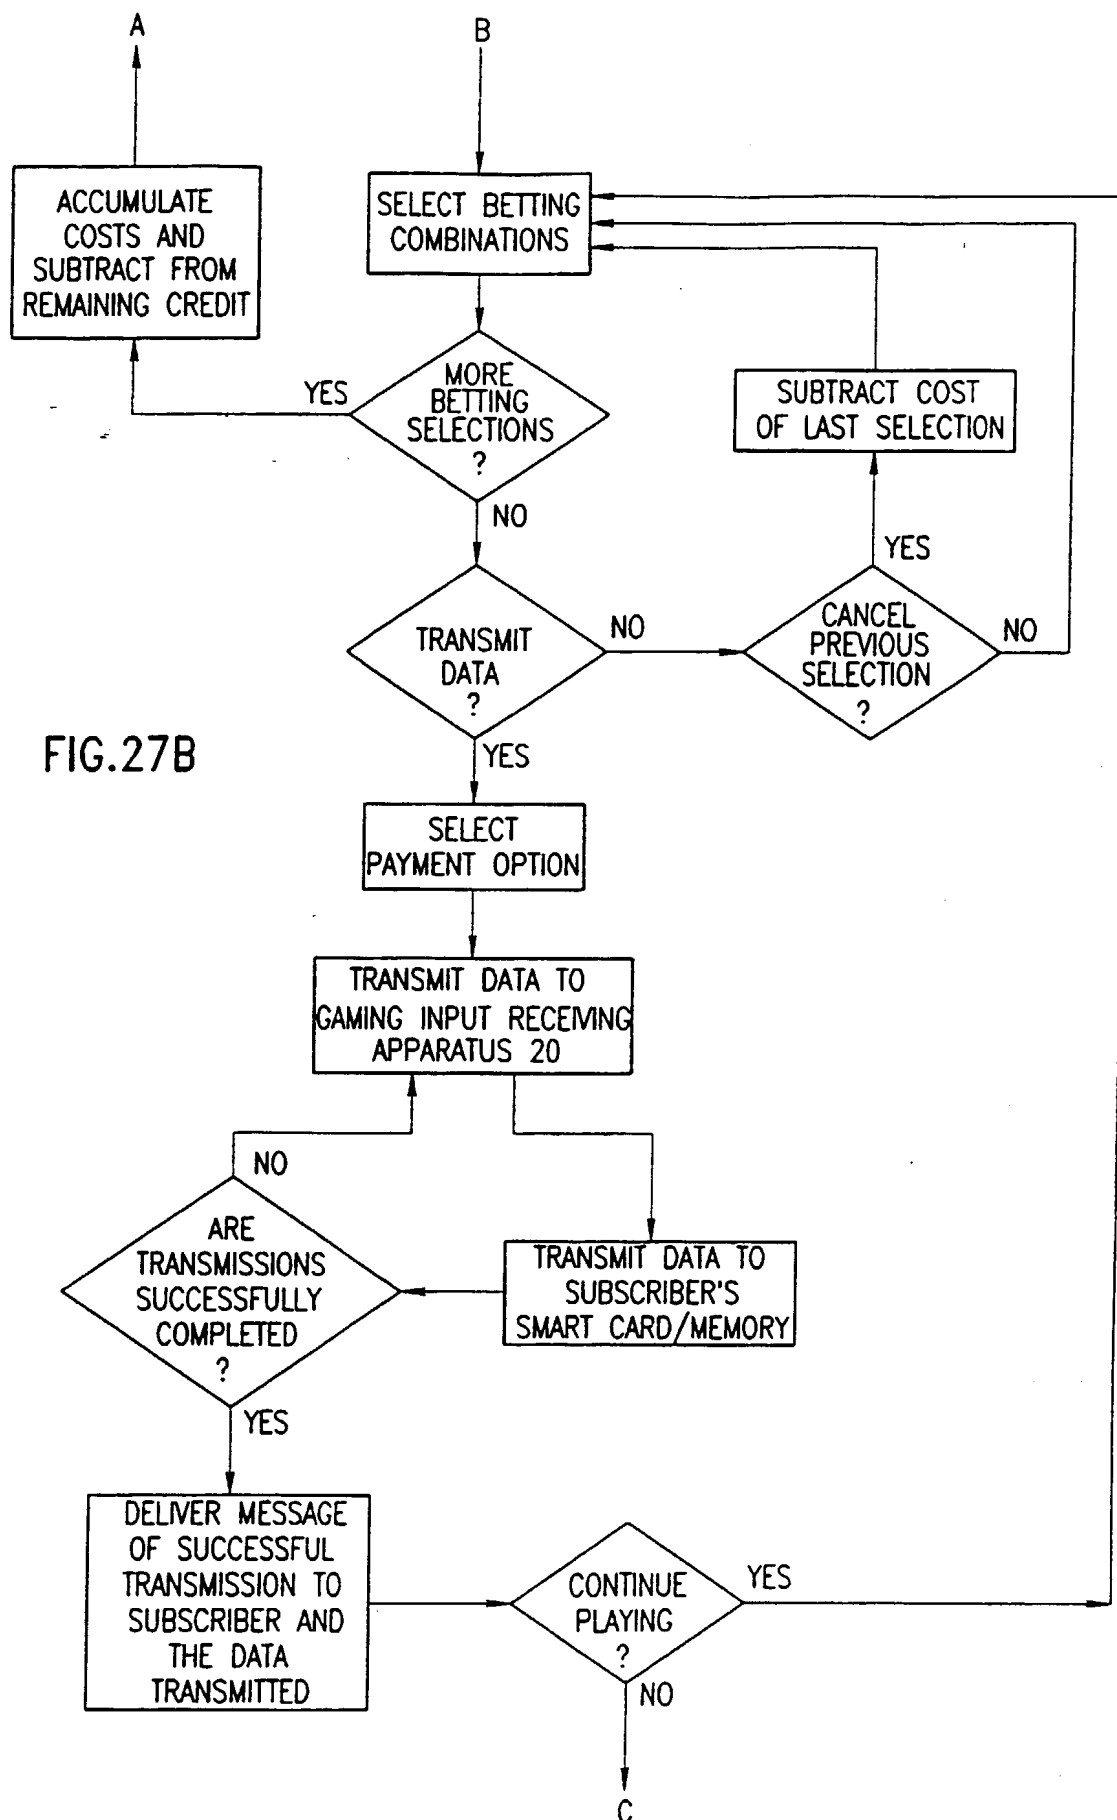 A
B
ACCUMULATE
COSTS AND
SUBTRACT FROM
REMAINING CREDIT
SELECT BETTING
COMBINATIONS
YES
MORE
BETTING
SELECTIONS
?
SUBTRACT COST
OF LAST SELECTION
NO
YES
TRANSMIT
DATA
?
NO
CANCEL
PREVIOUS
SELECTION
?
NO
FIG.27B
YES
SELECT
PAYMENT OPTION
TRANSMIT DATA TO
GAMING INPUT RECEIVING
APPARATUS 20
NO
ARE
TRANSMISSIONS
SUCCESSFULLY
COMPLETED
?
TRANSMIT DATA TO
SUBSCRIBER'S
SMART CARD/MEMORY
YES
DELIVER MESSAGE
OF SUCCESSFUL
TRANSMISSION TO
SUBSCRIBER AND
THE DATA
TRANSMITTED
CONTINUE
PLAYING
?
YES
NO
C